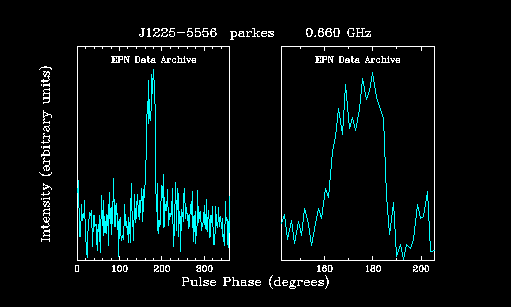 J1225-5556 parkes 0.660 GHz
EPN Data Archive EPN Data Archive
Intensity (arbitrary units)
0 100 200 300 160 180 200
Pulse Phase (degrees)